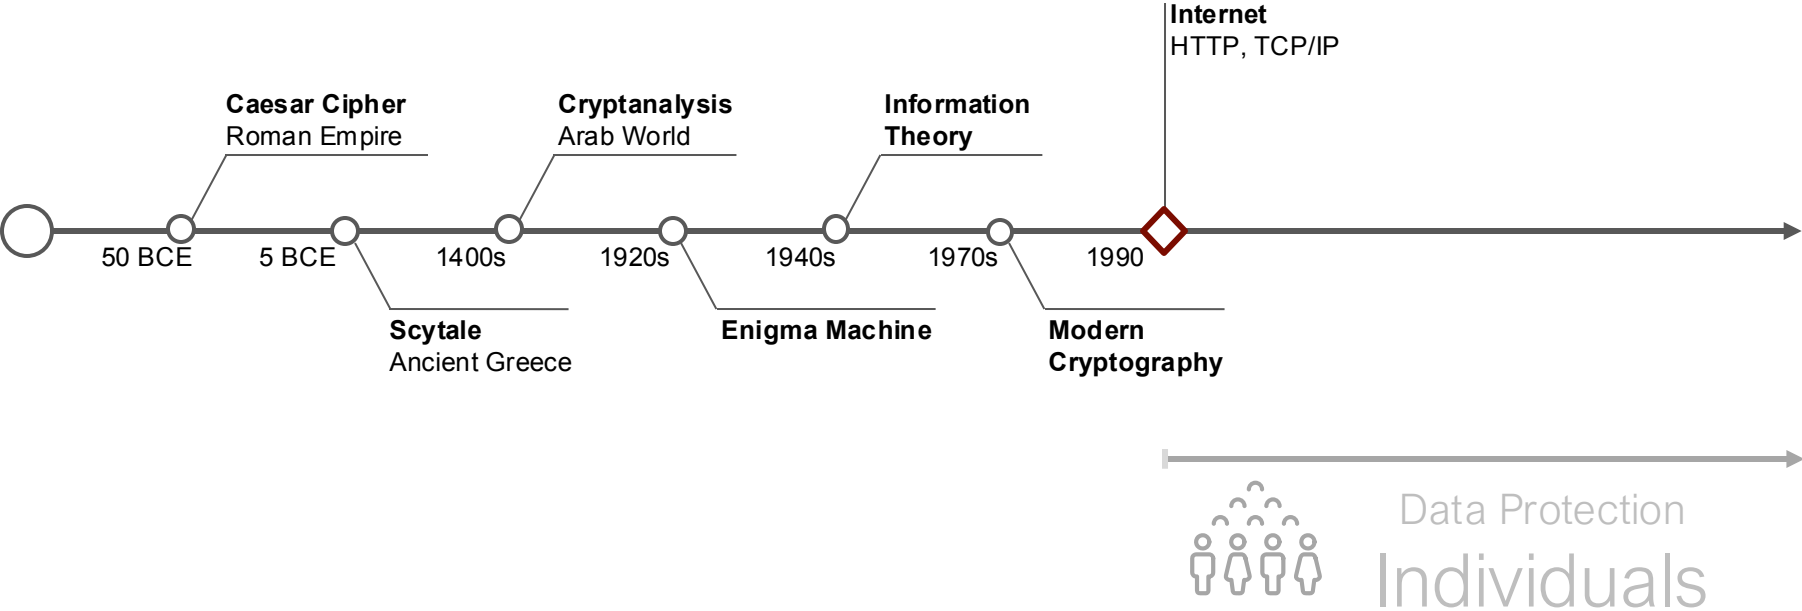 Internet
HTTP, TCP/IP
Caesar Cipher
Roman Empire
Cryptanalysis
Arab World
Information
Theory
50 BCE
5 BCE
1400s
1920s
1940s
1970s
1990
Scytale
Ancient Greece
Enigma Machine
Modern
Cryptography
Data Protection
Individuals